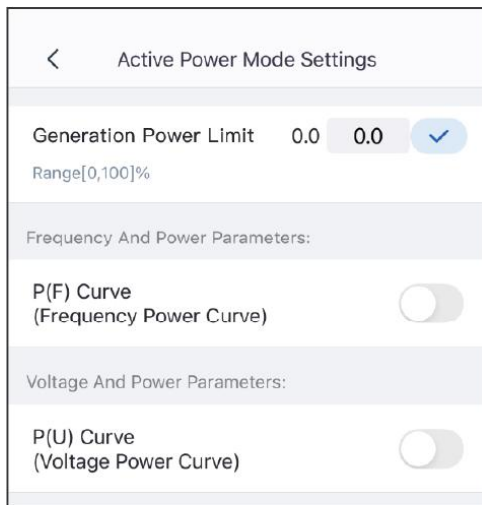 Active Power Mode Settings
Generation Power Limit 0.0 0.0
Range[0,100]%
Frequency And Power Parameters:
P(F) Curve
(Frequency Power Curve)
Voltage And Power Parameters:
P(U) Curve
(Voltage Power Curve)